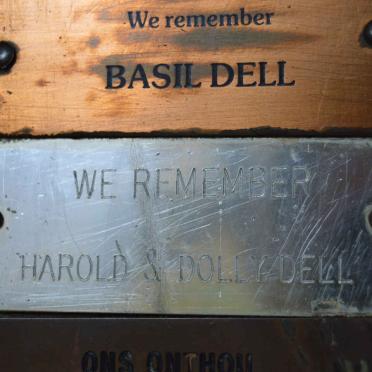 We remember
BASIL DELL
WE REMEMBER
HAROLD & DOLLY DELL
ONS ONTHOU